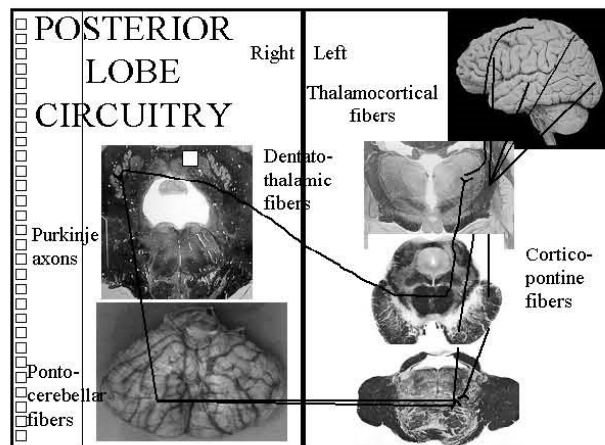 POSTERIOR
LOBE
CIRCUITRY
Right
Left
Thalamocortical
fibers
Dentato-
thalamic
fibers
Purkinje
axons
Cortico-
pontine
fibers
Ponto-
cerebellar
fibers